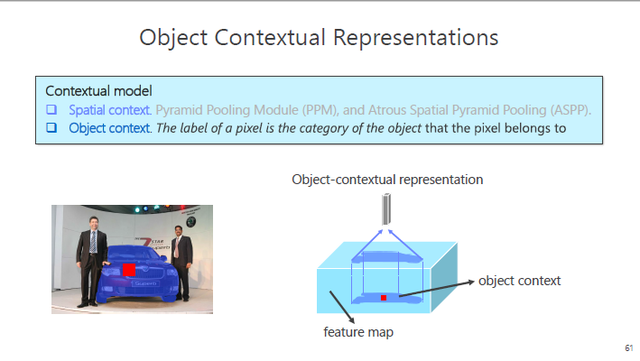 Object Contextual Representations
Contextual model
Spatial context. Pyramid Pooling Module (PPM), and Atrous Spatial Pyramid Pooling (ASPP).
Object context. The label of a pixel is the category of the object that the pixel belongs to
Object-contextual representation
object context
feature map
61